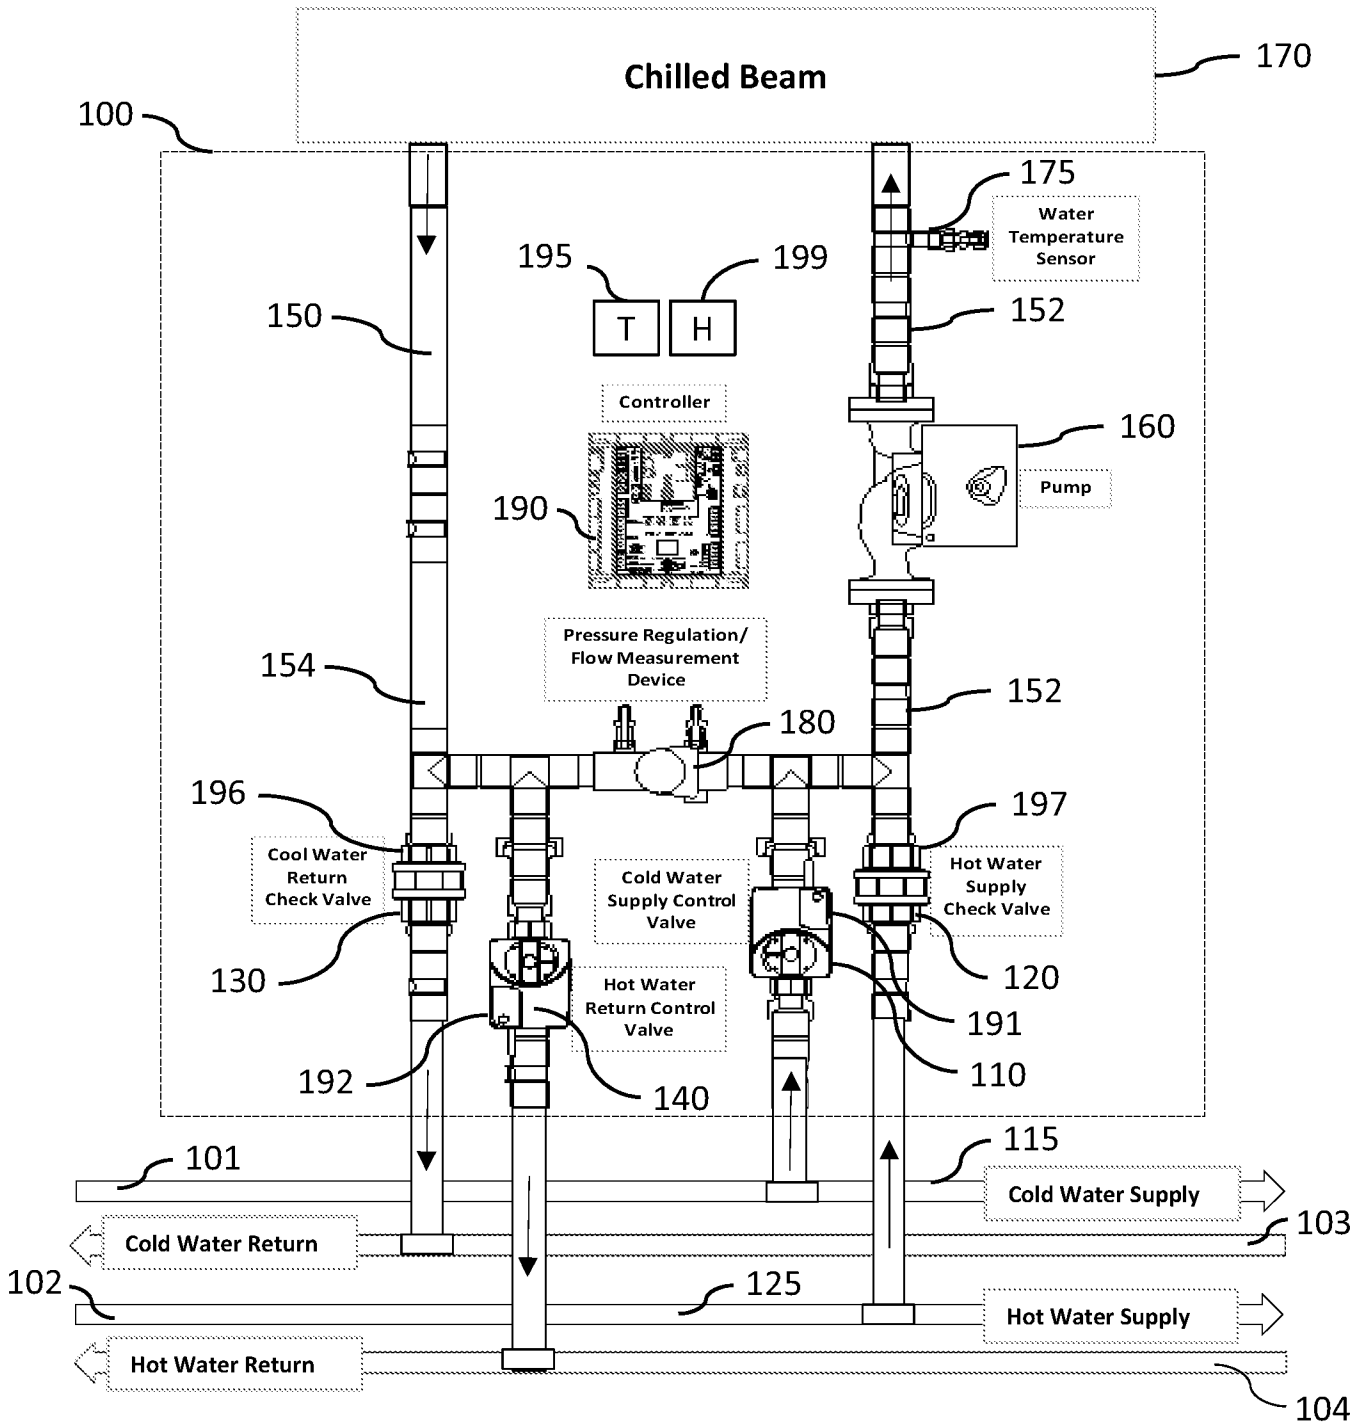 Chilled Beam
170
100
175
Water
Temperature
Sensor
195
199
T
H
150
152
Controller
160
Pump
190
Pressure Regulation/
Flow Measurement
Device
154
152
180
196
197
Cool Water
Return
Check Valve
Cold Water
Supply Control
Valve
Hot Water
Supply
Check Valve
130
120
Hot Water
Return Control
Valve
191
192
140
110
101
115
Cold Water Supply
103
Cold Water Return
102
125
Hot Water Supply
Hot Water Return
104